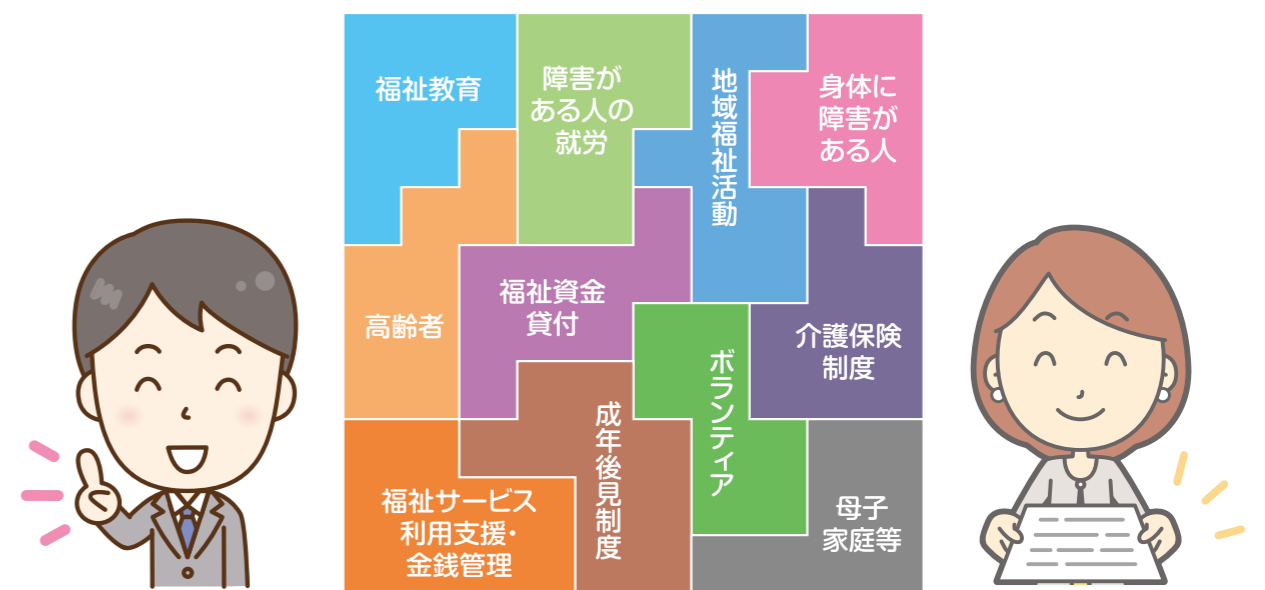 福祉教育
障害が
ある人の
就労
地域福祉活動
身体に
障害が
ある人
高齢者
福祉資金
貸付
介護保険
制度
ボランティア
成年後見制度
福祉サービス
利用支援・
金銭管理
母子
家庭等